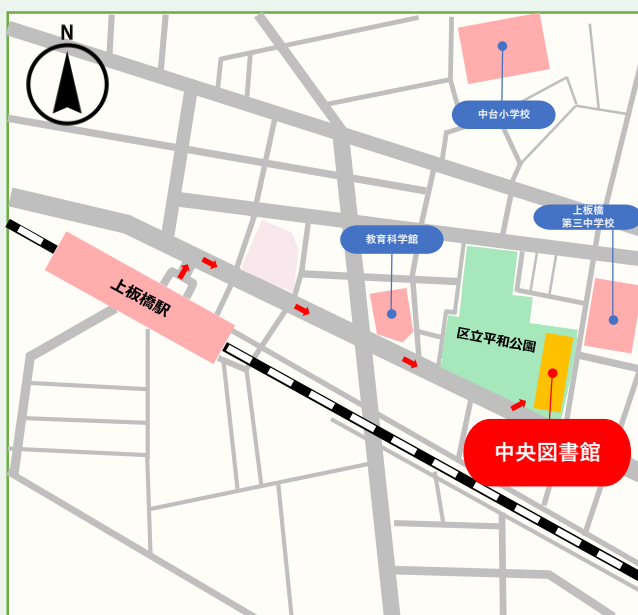 N
中台小学校
上板橋
第三中学校
教育科学館
上板橋駅
区立平和公園
中央図書館